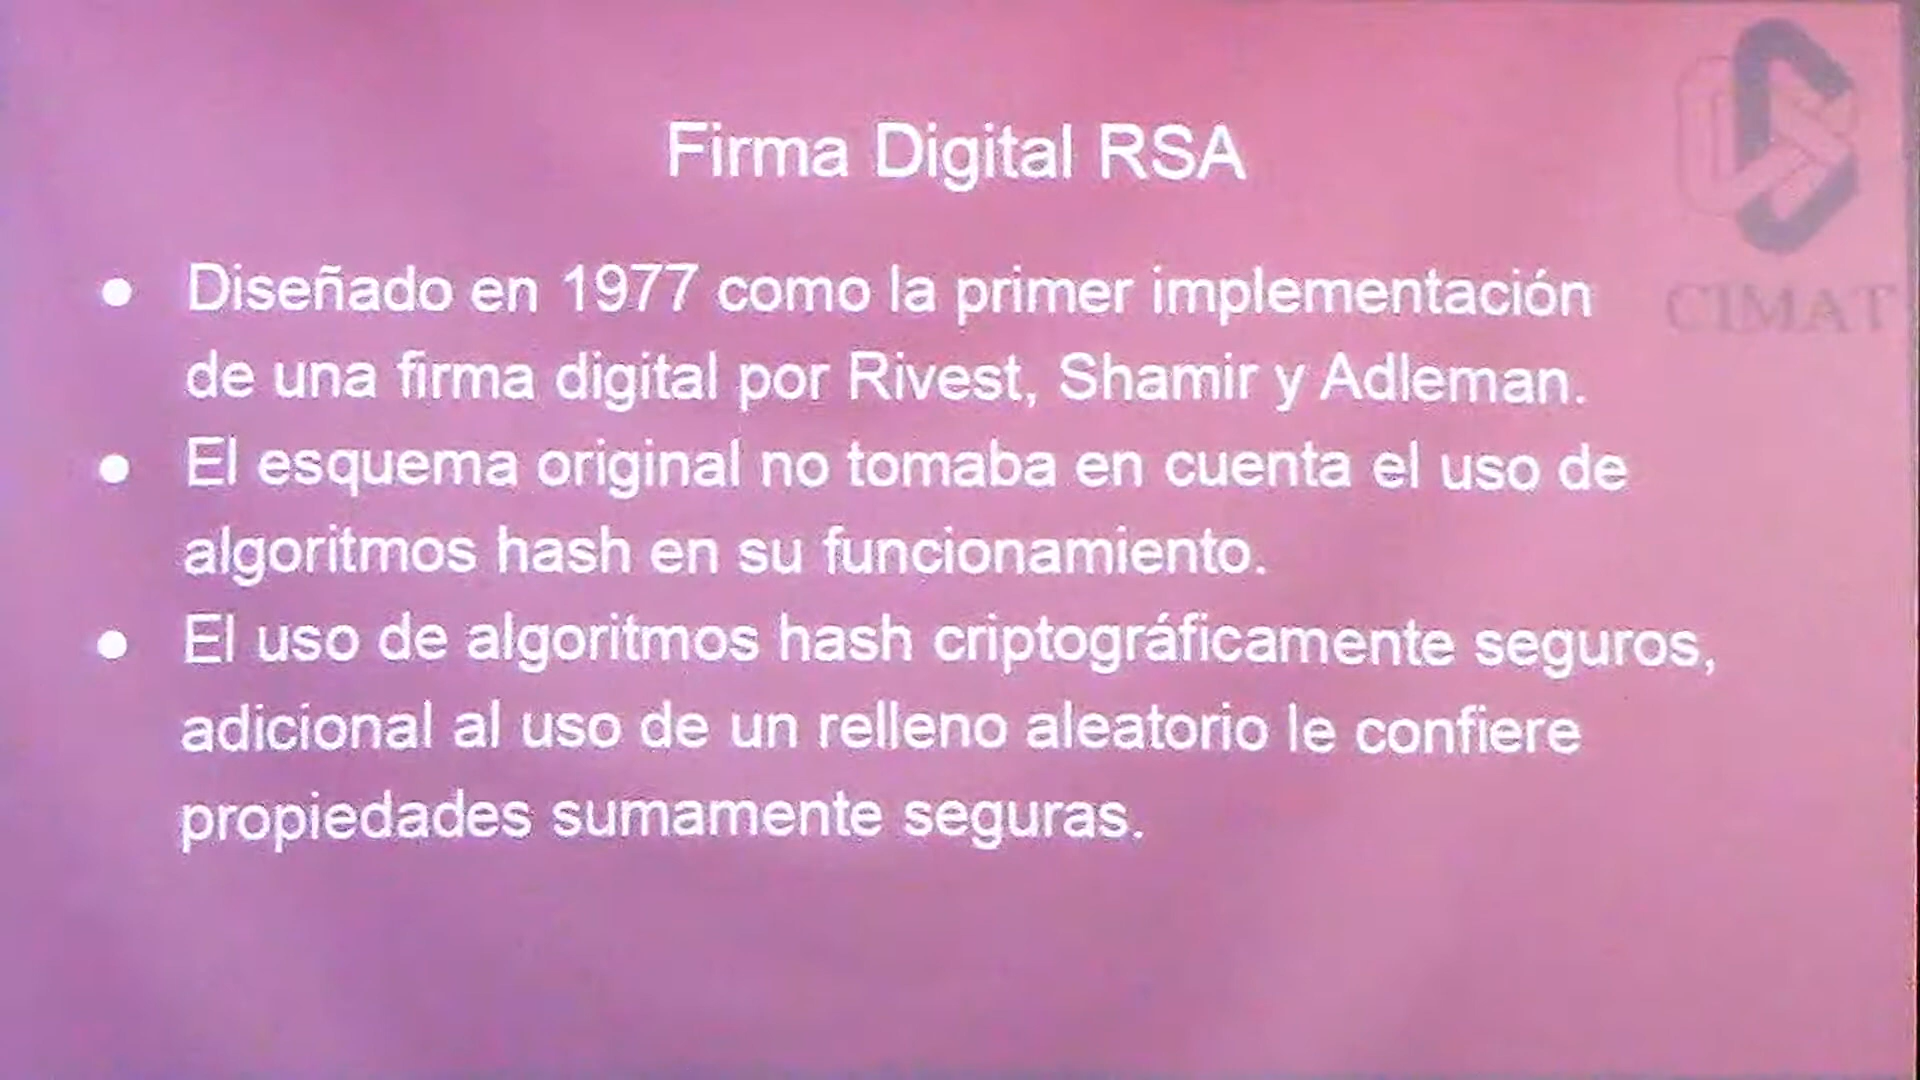 Firma Digital RSA
CIMAT
● Diseñado en 1977 como la primer implementación
de una firma digital por Rivest, Shamir y Adleman.
● El esquema original no tomaba en cuenta el uso de
algoritmos hash en su funcionamiento.
● El uso de algoritmos hash criptográficamente seguros,
adicional al uso de un relleno aleatorio le confiere
propiedades sumamente seguras.